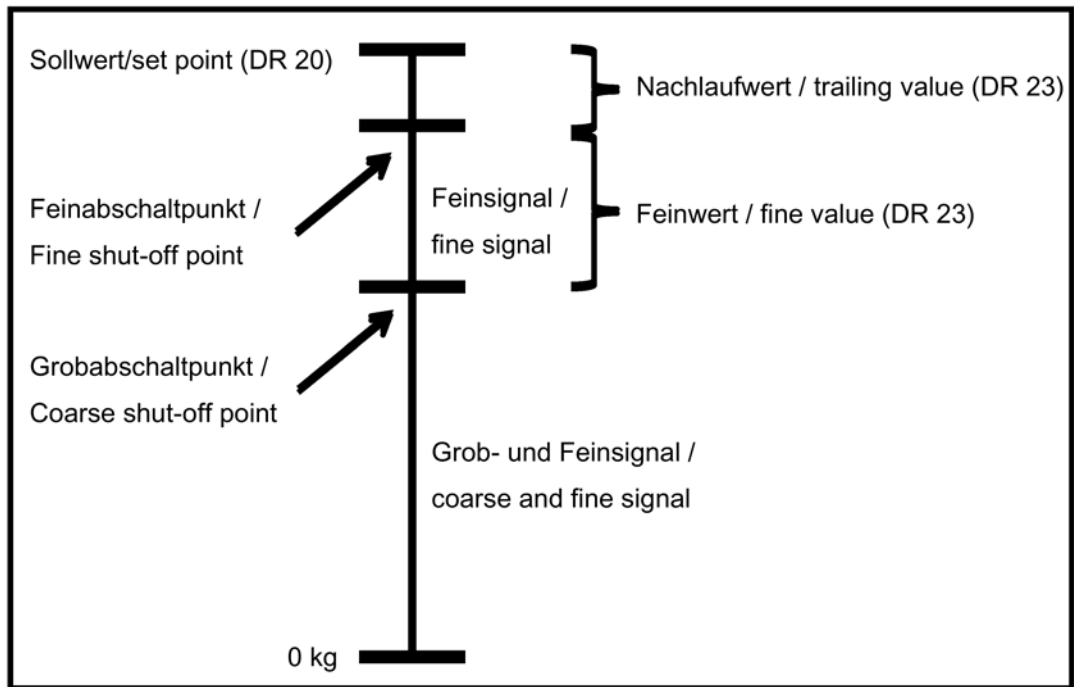 Sollwert/set point (DR 20)
Nachlaufwert / trailing value (DR 23)
Feinabschaltpunkt /
Fine shut-off point
Feinsignal /
fine signal
Feinwert / fine value (DR 23)
Grobabschaltpunkt /
Coarse shut-off point
Grob- und Feinsignal /
coarse and fine signal
0 kg